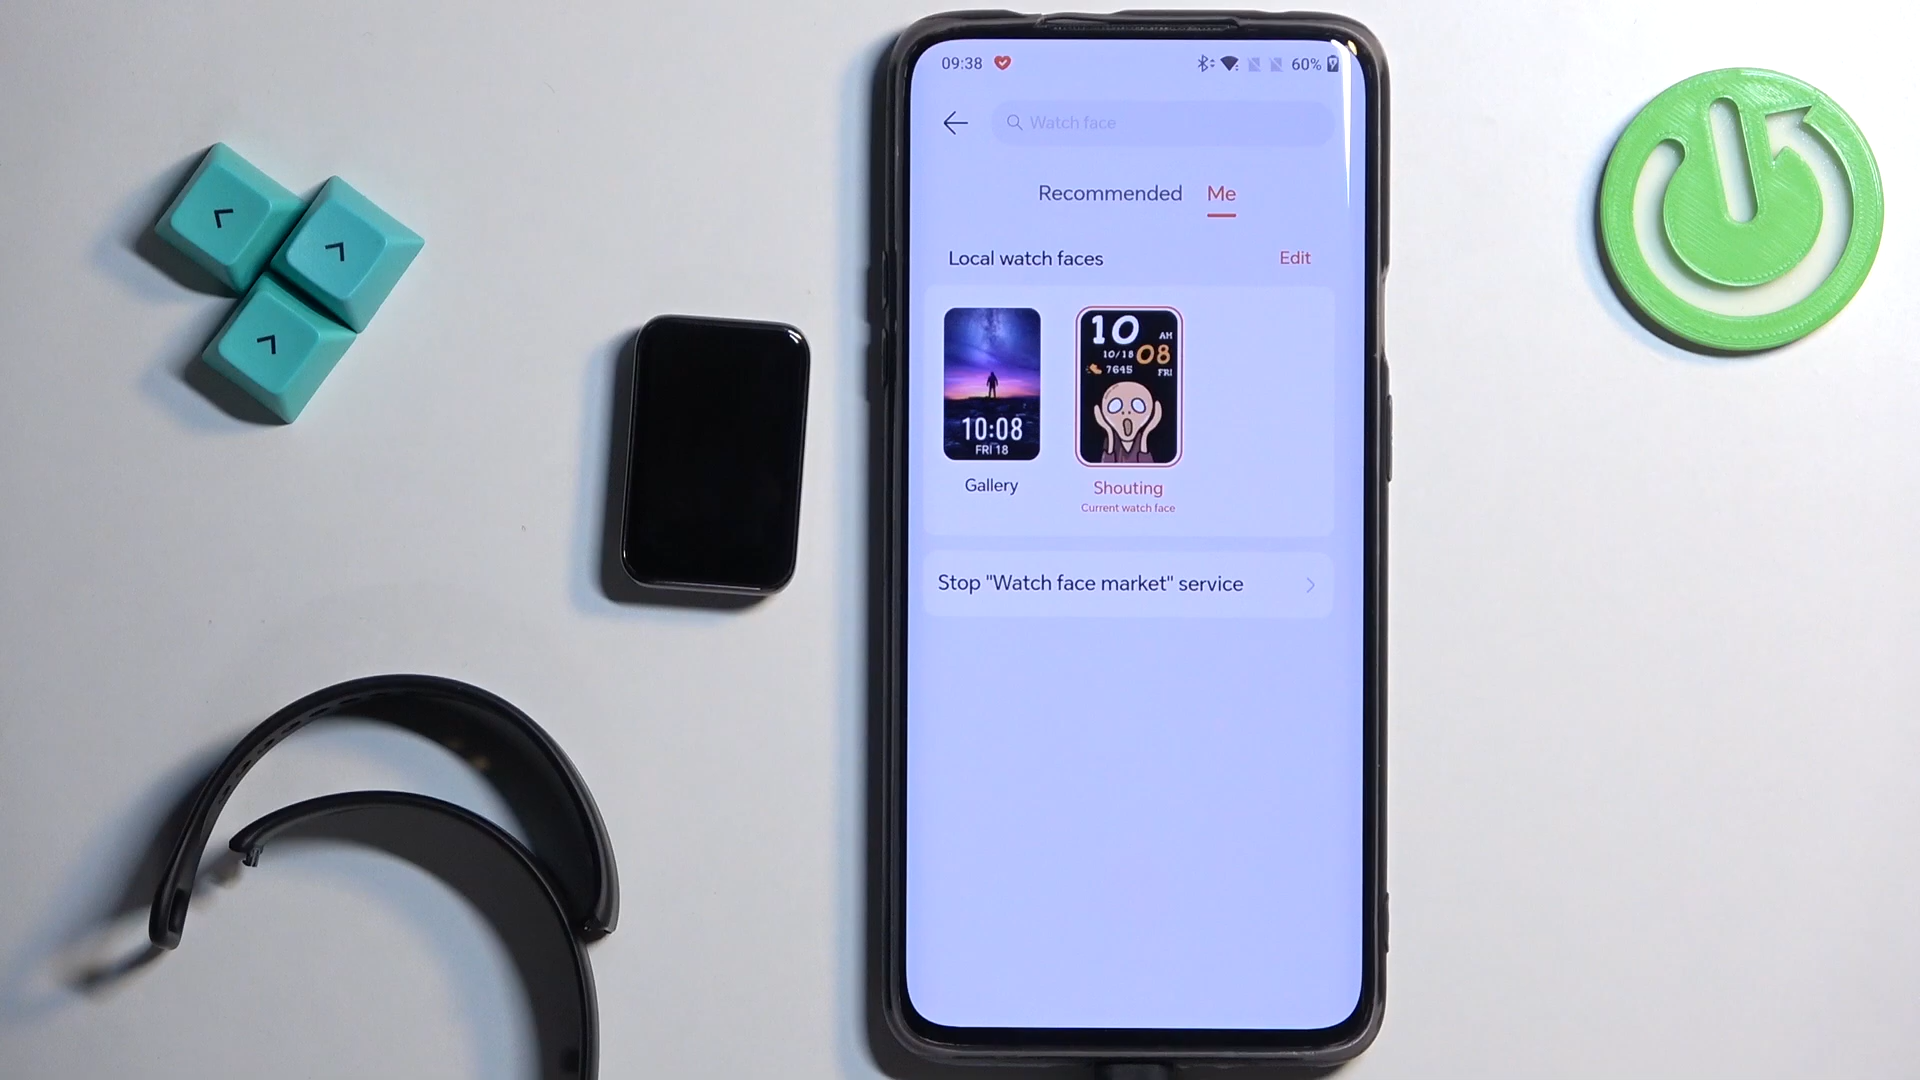 09:38
60%
Watch face
Recommended Me
Local watch faces Edit
10:08
FRI 18
Gallery
10 AM
10/18 08
7645 FRI
Shouting
Current watch face
Stop "Watch face market" service